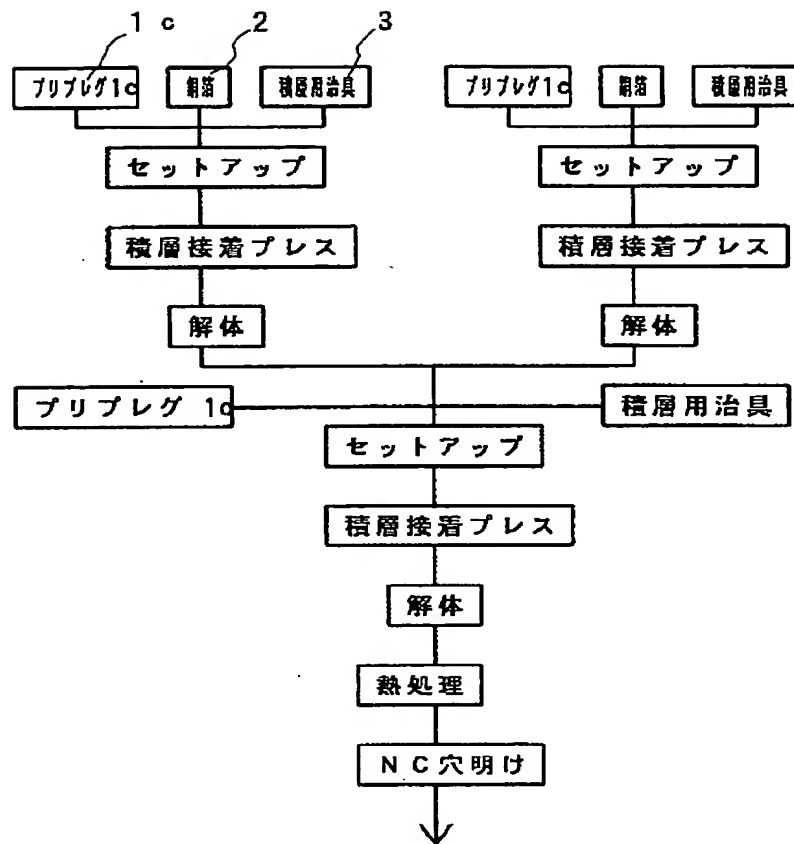 1c 2 3
プリプレグ1c 銅箔 積層用治具 プリプレグ1c 銅箔 積層用治具
セットアップ セットアップ
積層接着プレス 積層接着プレス
解体 解体
プリプレグ 1c 積層用治具
セットアップ
積層接着プレス
解体
熱処理
NC穴明け